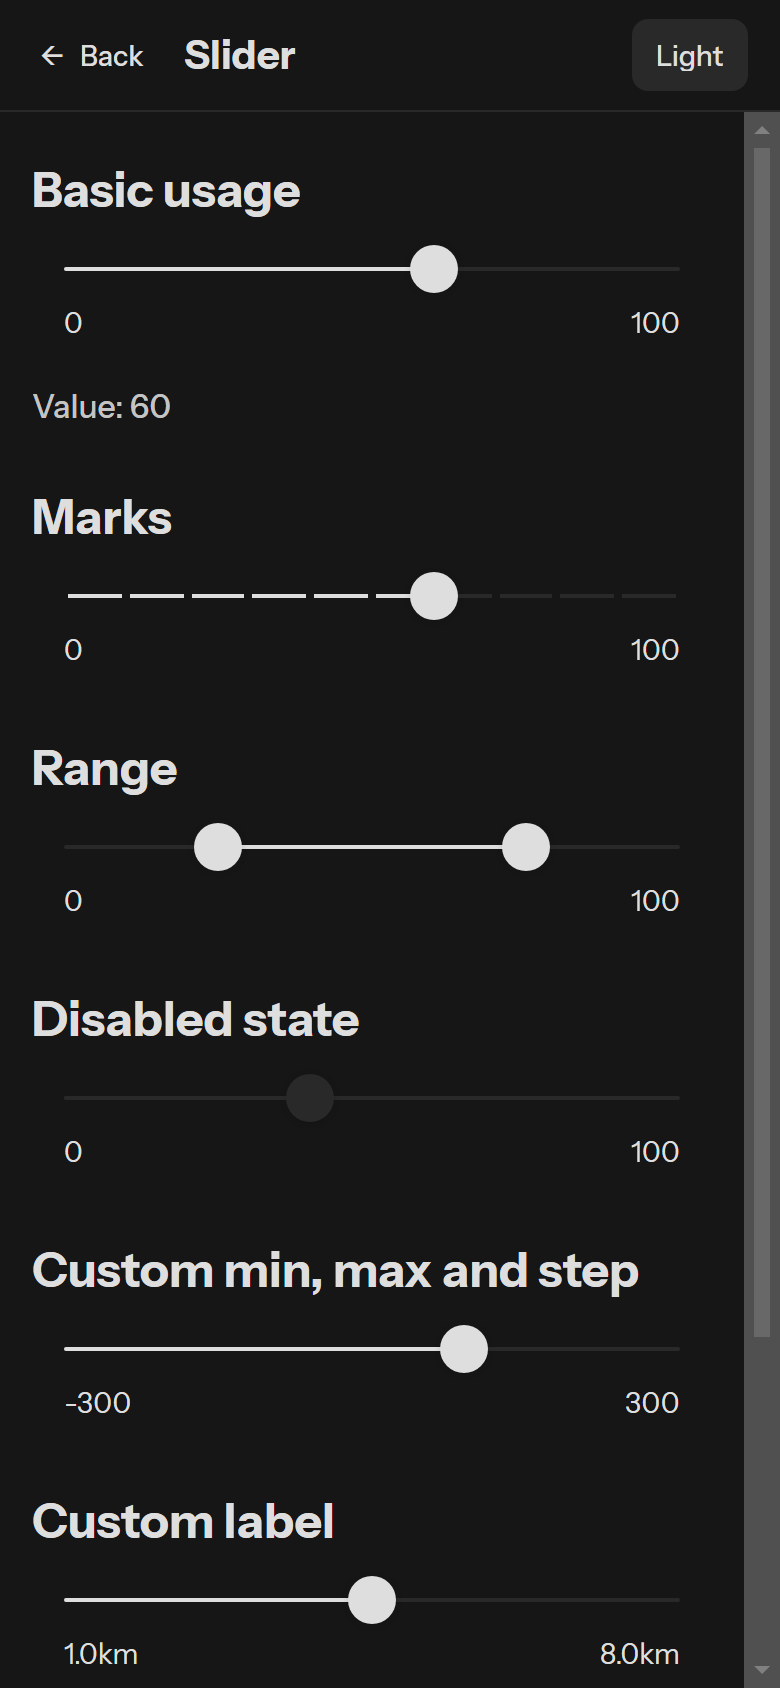 ← Back Slider Light
Basic usage
0 100
Value: 60
Marks
0 100
Range
0 100
Disabled state
0 100
Custom min, max and step
-300 300
Custom label
1.0km 8.0km